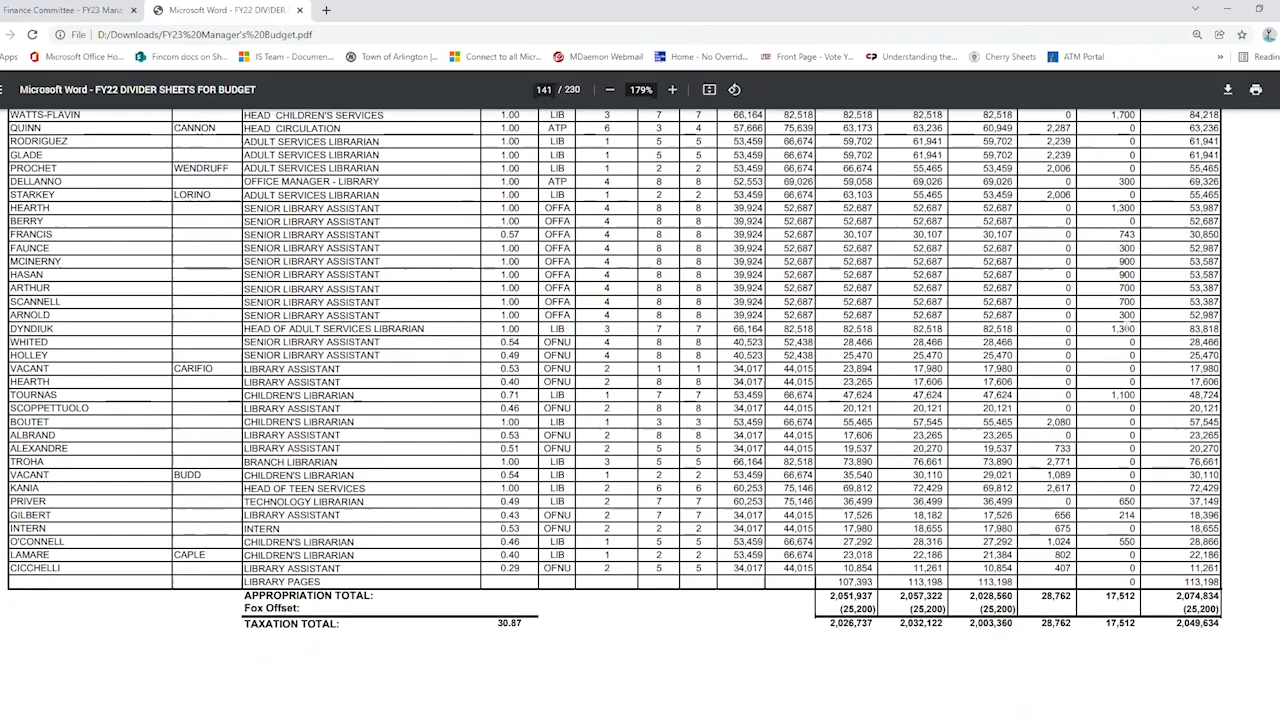 Finance Committee - FY23 Mana × Microsoft Word - FY22 DIVIDER × +
File D:/Downloads/FY23%20Manager's%20Budget.pdf
Apps Microsoft Office Ho... Fincom docs on Sh... IS Team - Documen... Town of Arlington |... Connect to all Micr... MDaemon Webmail Home - No Overrid... Front Page - Vote Y... Understanding the... Cherry Sheets ATM Portal » Readin
Microsoft Word - FY22 DIVIDER SHEETS FOR BUDGET 141 / 230 — 179% +
WATTS-FLAVIN HEAD CHILDREN'S SERVICES 1.00 LIB 3 7 7 66,164 82,518 82,518 82,518 82,518 0 1,700 84,218
QUINN CANNON HEAD CIRCULATION 1.00 ATP 6 3 4 57,666 75,639 63,173 63,236 60,949 2,287 0 63,236
RODRIGUEZ ADULT SERVICES LIBRARIAN 1.00 LIB 1 5 5 53,459 66,674 59,702 61,941 59,702 2,239 0 61,941
GLADE ADULT SERVICES LIBRARIAN 1.00 LIB 1 5 5 53,459 66,674 59,702 61,941 59,702 2,239 0 61,941
PROCHET WENDRUFF ADULT SERVICES LIBRARIAN 1.00 LIB 1 2 2 53,459 66,674 66,674 55,465 53,459 2,006 0 55,465
DELLANNO OFFICE MANAGER - LIBRARY 1.00 ATP 4 8 8 52,553 69,026 59,058 69,026 69,026 0 300 69,326
STARKEY LORINO ADULT SERVICES LIBRARIAN 1.00 LIB 1 2 2 53,459 66,674 63,103 55,465 53,459 2,006 0 55,465
HEARTH SENIOR LIBRARY ASSISTANT 1.00 OFFA 4 8 8 39,924 52,687 52,687 52,687 52,687 0 1,300 53,987
BERRY SENIOR LIBRARY ASSISTANT 1.00 OFFA 4 8 8 39,924 52,687 52,687 52,687 52,687 0 0 52,687
FRANCIS SENIOR LIBRARY ASSISTANT 0.57 OFFA 4 8 8 39,924 52,687 30,107 30,107 30,107 0 743 30,850
FAUNCE SENIOR LIBRARY ASSISTANT 1.00 OFFA 4 8 8 39,924 52,687 52,687 52,687 52,687 0 300 52,987
MCINERNY SENIOR LIBRARY ASSISTANT 1.00 OFFA 4 8 8 39,924 52,687 52,687 52,687 52,687 0 900 53,587
HASAN SENIOR LIBRARY ASSISTANT 1.00 OFFA 4 8 8 39,924 52,687 52,687 52,687 52,687 0 900 53,587
ARTHUR SENIOR LIBRARY ASSISTANT 1.00 OFFA 4 8 8 39,924 52,687 52,687 52,687 52,687 0 700 53,387
SCANNELL SENIOR LIBRARY ASSISTANT 1.00 OFFA 4 8 8 39,924 52,687 52,687 52,687 52,687 0 700 53,387
ARNOLD SENIOR LIBRARY ASSISTANT 1.00 OFFA 4 8 8 39,924 52,687 52,687 52,687 52,687 0 300 52,987
DYNDIUK HEAD OF ADULT SERVICES LIBRARIAN 1.00 LIB 3 7 7 66,164 82,518 82,518 82,518 82,518 0 1,300 83,818
WHITED SENIOR LIBRARY ASSISTANT 0.54 OFNU 4 8 8 40,523 52,438 28,466 28,466 28,466 0 0 28,466
HOLLEY SENIOR LIBRARY ASSISTANT 0.49 OFNU 4 8 8 40,523 52,438 25,470 25,470 25,470 0 0 25,470
VACANT CARIFIO LIBRARY ASSISTANT 0.53 OFNU 2 1 1 34,017 44,015 23,894 17,980 17,980 0 0 17,980
HEARTH LIBRARY ASSISTANT 0.40 OFNU 2 8 8 34,017 44,015 23,265 17,606 17,606 0 0 17,606
TOURNAS CHILDREN'S LIBRARIAN 0.71 LIB 1 7 7 53,459 66,674 47,624 47,624 47,624 0 1,100 48,724
SCOPPETTUOLO LIBRARY ASSISTANT 0.46 OFNU 2 8 8 34,017 44,015 20,121 20,121 20,121 0 0 20,121
BOUTET CHILDREN'S LIBRARIAN 1.00 LIB 1 3 3 53,459 66,674 55,465 57,545 55,465 2,080 0 57,545
ALBRAND LIBRARY ASSISTANT 0.53 OFNU 2 8 8 34,017 44,015 17,606 23,265 23,265 0 0 23,265
ALEXANDRE LIBRARY ASSISTANT 0.51 OFNU 2 5 5 34,017 44,015 19,537 20,270 19,537 733 0 20,270
TROHA BRANCH LIBRARIAN 1.00 LIB 3 5 5 66,164 82,518 73,890 76,661 73,890 2,771 0 76,661
VACANT BUDD CHILDREN'S LIBRARIAN 0.54 LIB 1 2 2 53,459 66,674 35,540 30,110 29,021 1,089 0 30,110
KANIA HEAD OF TEEN SERVICES 1.00 LIB 2 6 6 60,253 75,146 69,812 72,429 69,812 2,617 0 72,429
PRIVER TECHNOLOGY LIBRARIAN 0.49 LIB 2 7 7 60,253 75,146 36,499 36,499 36,499 0 650 37,149
GILBERT LIBRARY ASSISTANT 0.43 OFNU 2 7 7 34,017 44,015 17,526 18,182 17,526 656 214 18,396
INTERN INTERN 0.53 OFNU 2 2 2 34,017 44,015 17,980 18,655 17,980 675 0 18,655
O'CONNELL CHILDREN'S LIBRARIAN 0.46 LIB 1 5 5 53,459 66,674 27,292 28,316 27,292 1,024 550 28,866
LAMARE CAPLE CHILDREN'S LIBRARIAN 0.40 LIB 1 2 2 53,459 66,674 23,018 22,186 21,384 802 0 22,186
CICCHELLI LIBRARY ASSISTANT 0.29 OFNU 2 5 5 34,017 44,015 10,854 11,261 10,854 407 0 11,261
LIBRARY PAGES 107,393 113,198 113,198 0 113,198
APPROPRIATION TOTAL: 2,051,937 2,057,322 2,028,560 28,762 17,512 2,074,834
Fox Offset: (25,200) (25,200) (25,200) (25,200)
TAXATION TOTAL: 30.87 2,026,737 2,032,122 2,003,360 28,762 17,512 2,049,634